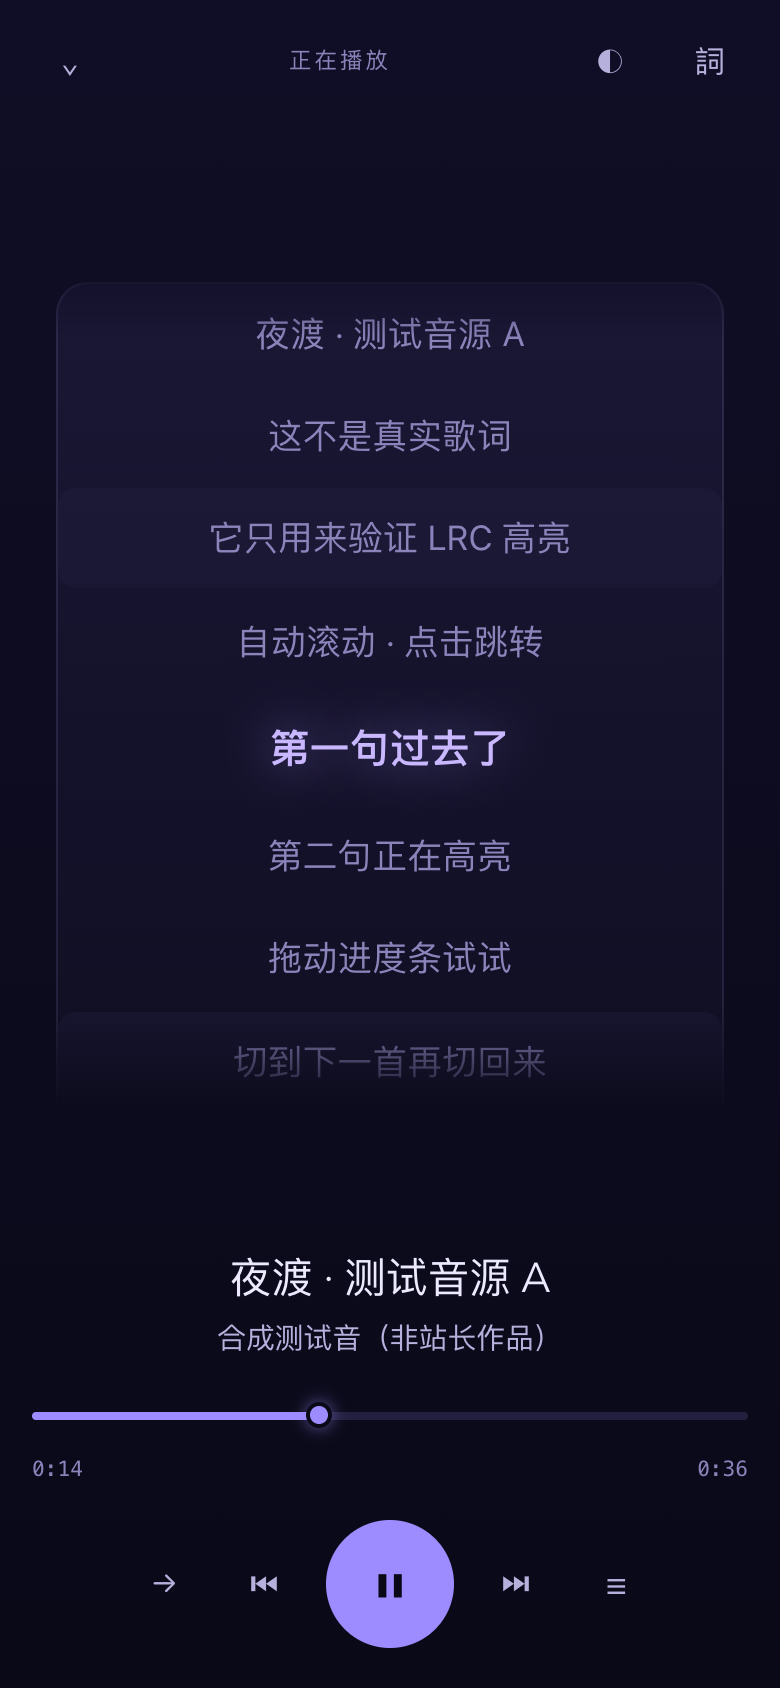 正在播放
詞
夜渡 · 测试音源 A
这不是真实歌词
它只用来验证 LRC 高亮
自动滚动 · 点击跳转
第一句过去了
第二句正在高亮
拖动进度条试试
切到下一首再切回来
夜渡 · 测试音源 A
合成测试音（非站长作品）
0:14
0:36